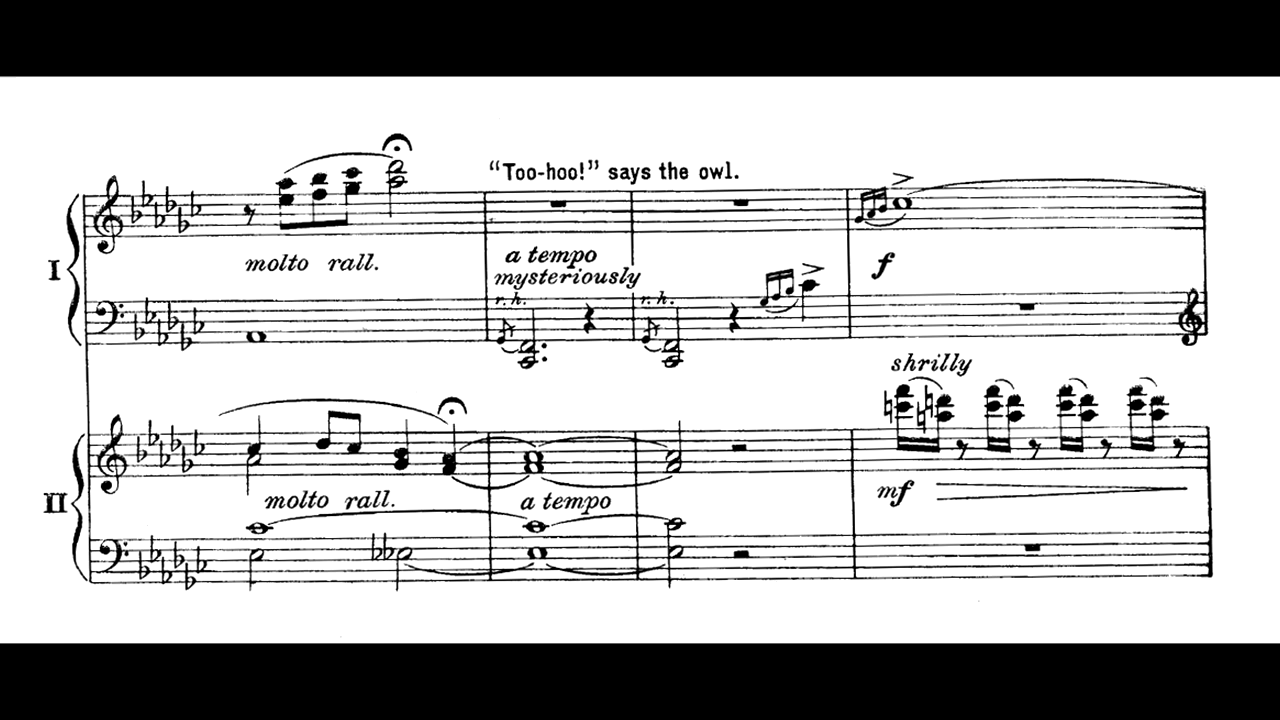 “Too-hoo!” says the owl.
I
molto rall.
a tempo
mysteriously
f
r. h.
r. h.
shrilly
II
molto rall.
a tempo
mf